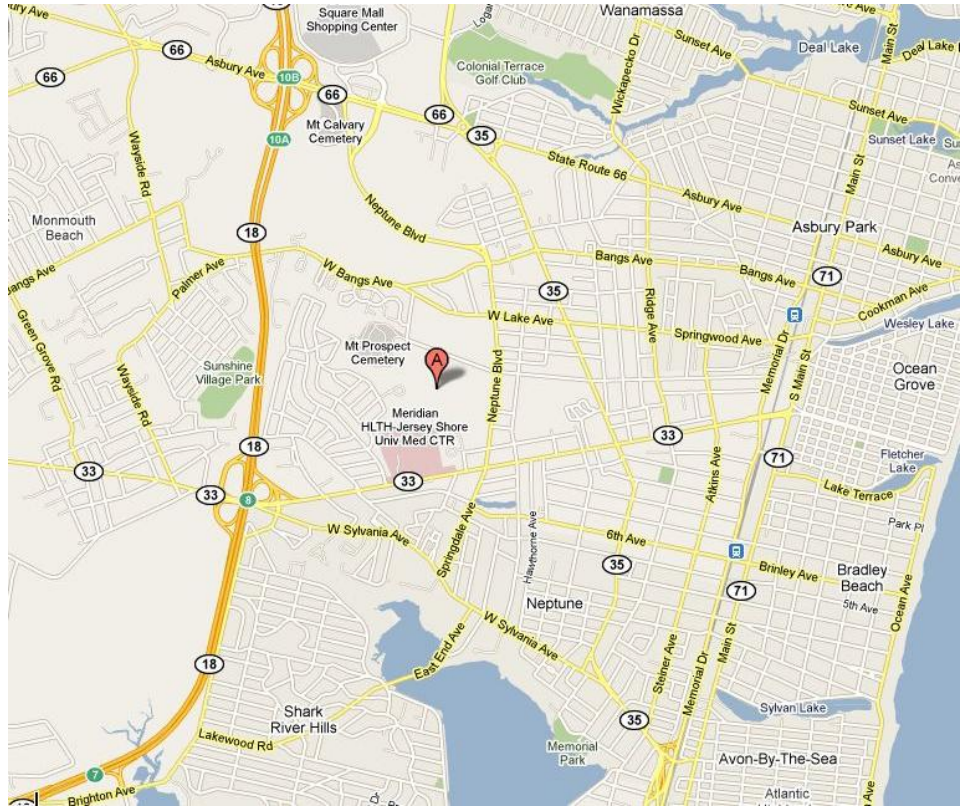 18
Square Mall
Shopping Center
Wanamassa
Main St
Deal Lake
66
Asbury Ave
10B
66
66
66
Colonial Terrace
Golf Club
Wickapecko Dr
Sunset Ave
Deal Lake
Mt Calvary
Cemetery
10A
35
State Route 66
Sunset Ave
Sunset Lake
Main St
Wayside Rd
Neptune Blvd
Asbury Ave
Asbury Park
Asbury Ave
Monmouth
Beach
18
Palmer Ave
W Bangs Ave
Bangs Ave
Bangs Ave
71
Cookman Ave
35
Ridge Ave
W Lake Ave
Springwood Ave
Memorial Dr
Wesley Lake
Green Grove Rd
Wayside Rd
Sunshine
Village Park
Mt Prospect
Cemetery
A
Neptune Blvd
S Main St
Ocean
Grove
Meridian
HLTH-Jersey Shore
Univ Med CTR
18
33
33
33
33
8
71
Atkins Ave
Fletcher
Lake
Lake Terrace
Park Pl
W Sylvania Ave
Springdale Ave
Hawthorne Ave
6th Ave
35
Brinley Ave
Bradley
Beach
5th Ave
71
Ocean Ave
Neptune
W Sylvania Ave
East End Ave
Main St
Memorial Dr
Steiner Ave
18
Shark
River Hills
Lakewood Rd
35
Sylvan Lake
Memorial
Park
Avon-By-The-Sea
7
Brighton Ave
Atlantic